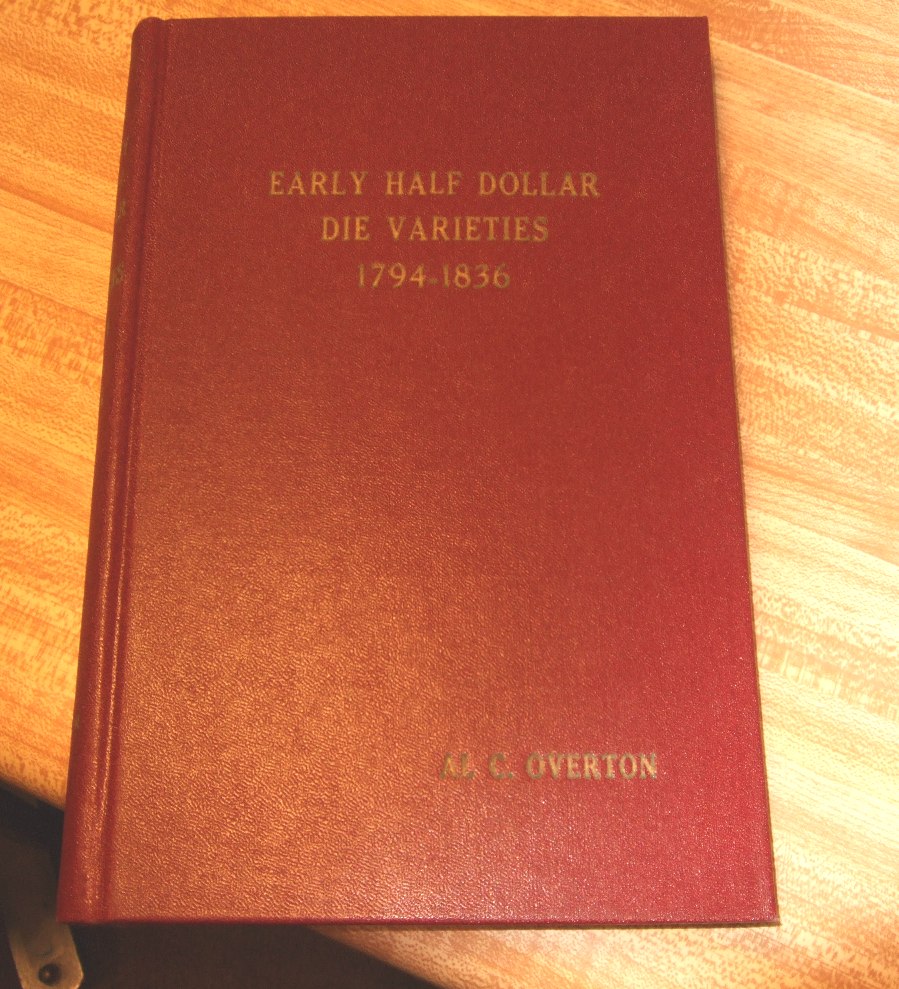 EARLY HALF DOLLAR
DIE VARIETIES
1794-1836
AL C. OVERTON